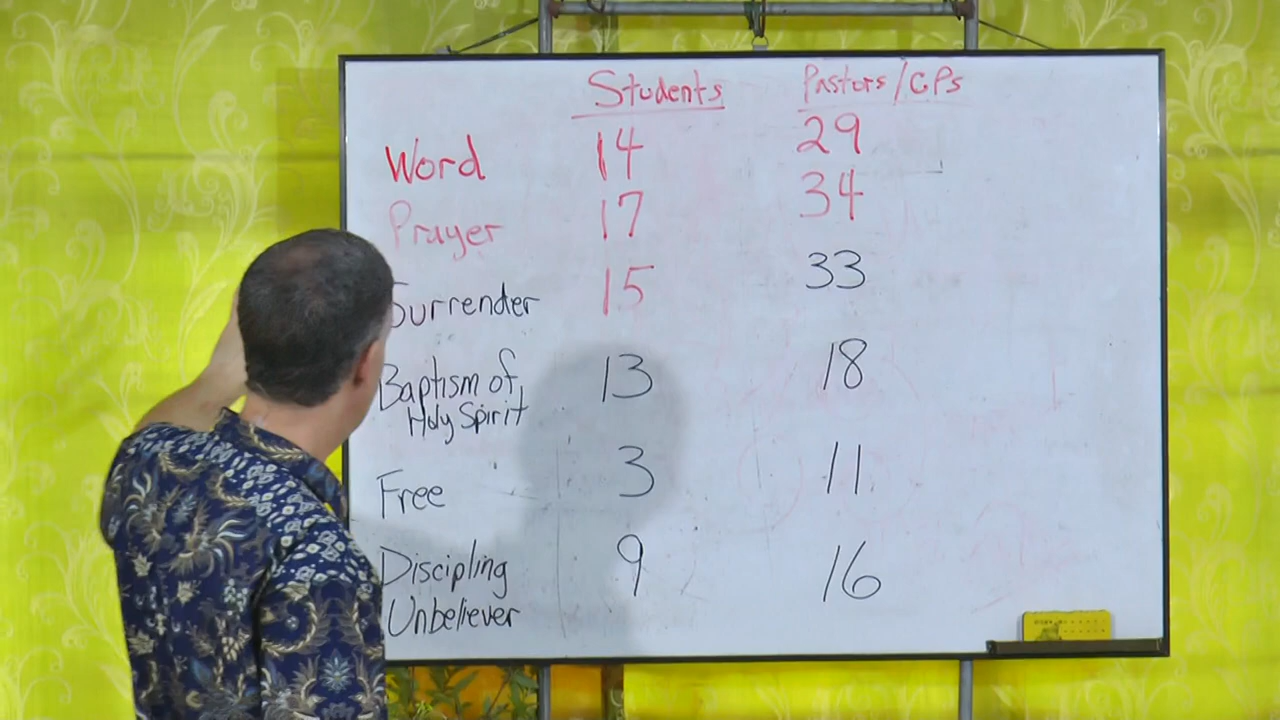 Students Pastors/CPs
Word 14 29
Prayer 17 34
Surrender 15 33
Baptism of Holy Spirit 13 18
Free 3 11
Discipling Unbeliever 9 16